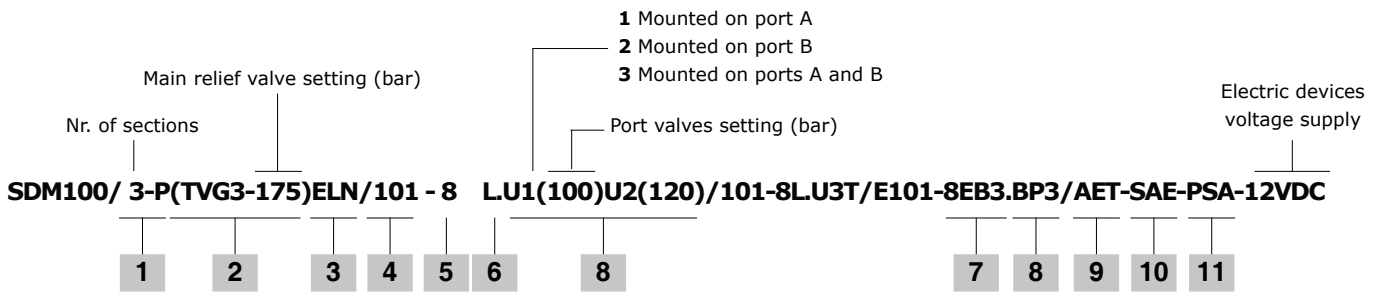 1 Mounted on port A
2 Mounted on port B
3 Mounted on ports A and B
Main relief valve setting (bar)
Electric devices
voltage supply
Nr. of sections
Port valves setting (bar)
SDM100/ 3-P(TVG3-175)ELN/101 - 8 L.U1(100)U2(120)/101-8L.U3T/E101-8EB3.BP3/AET-SAE-PSA-12VDC
1 2 3 4 5 6 8 7 8 9 10 11